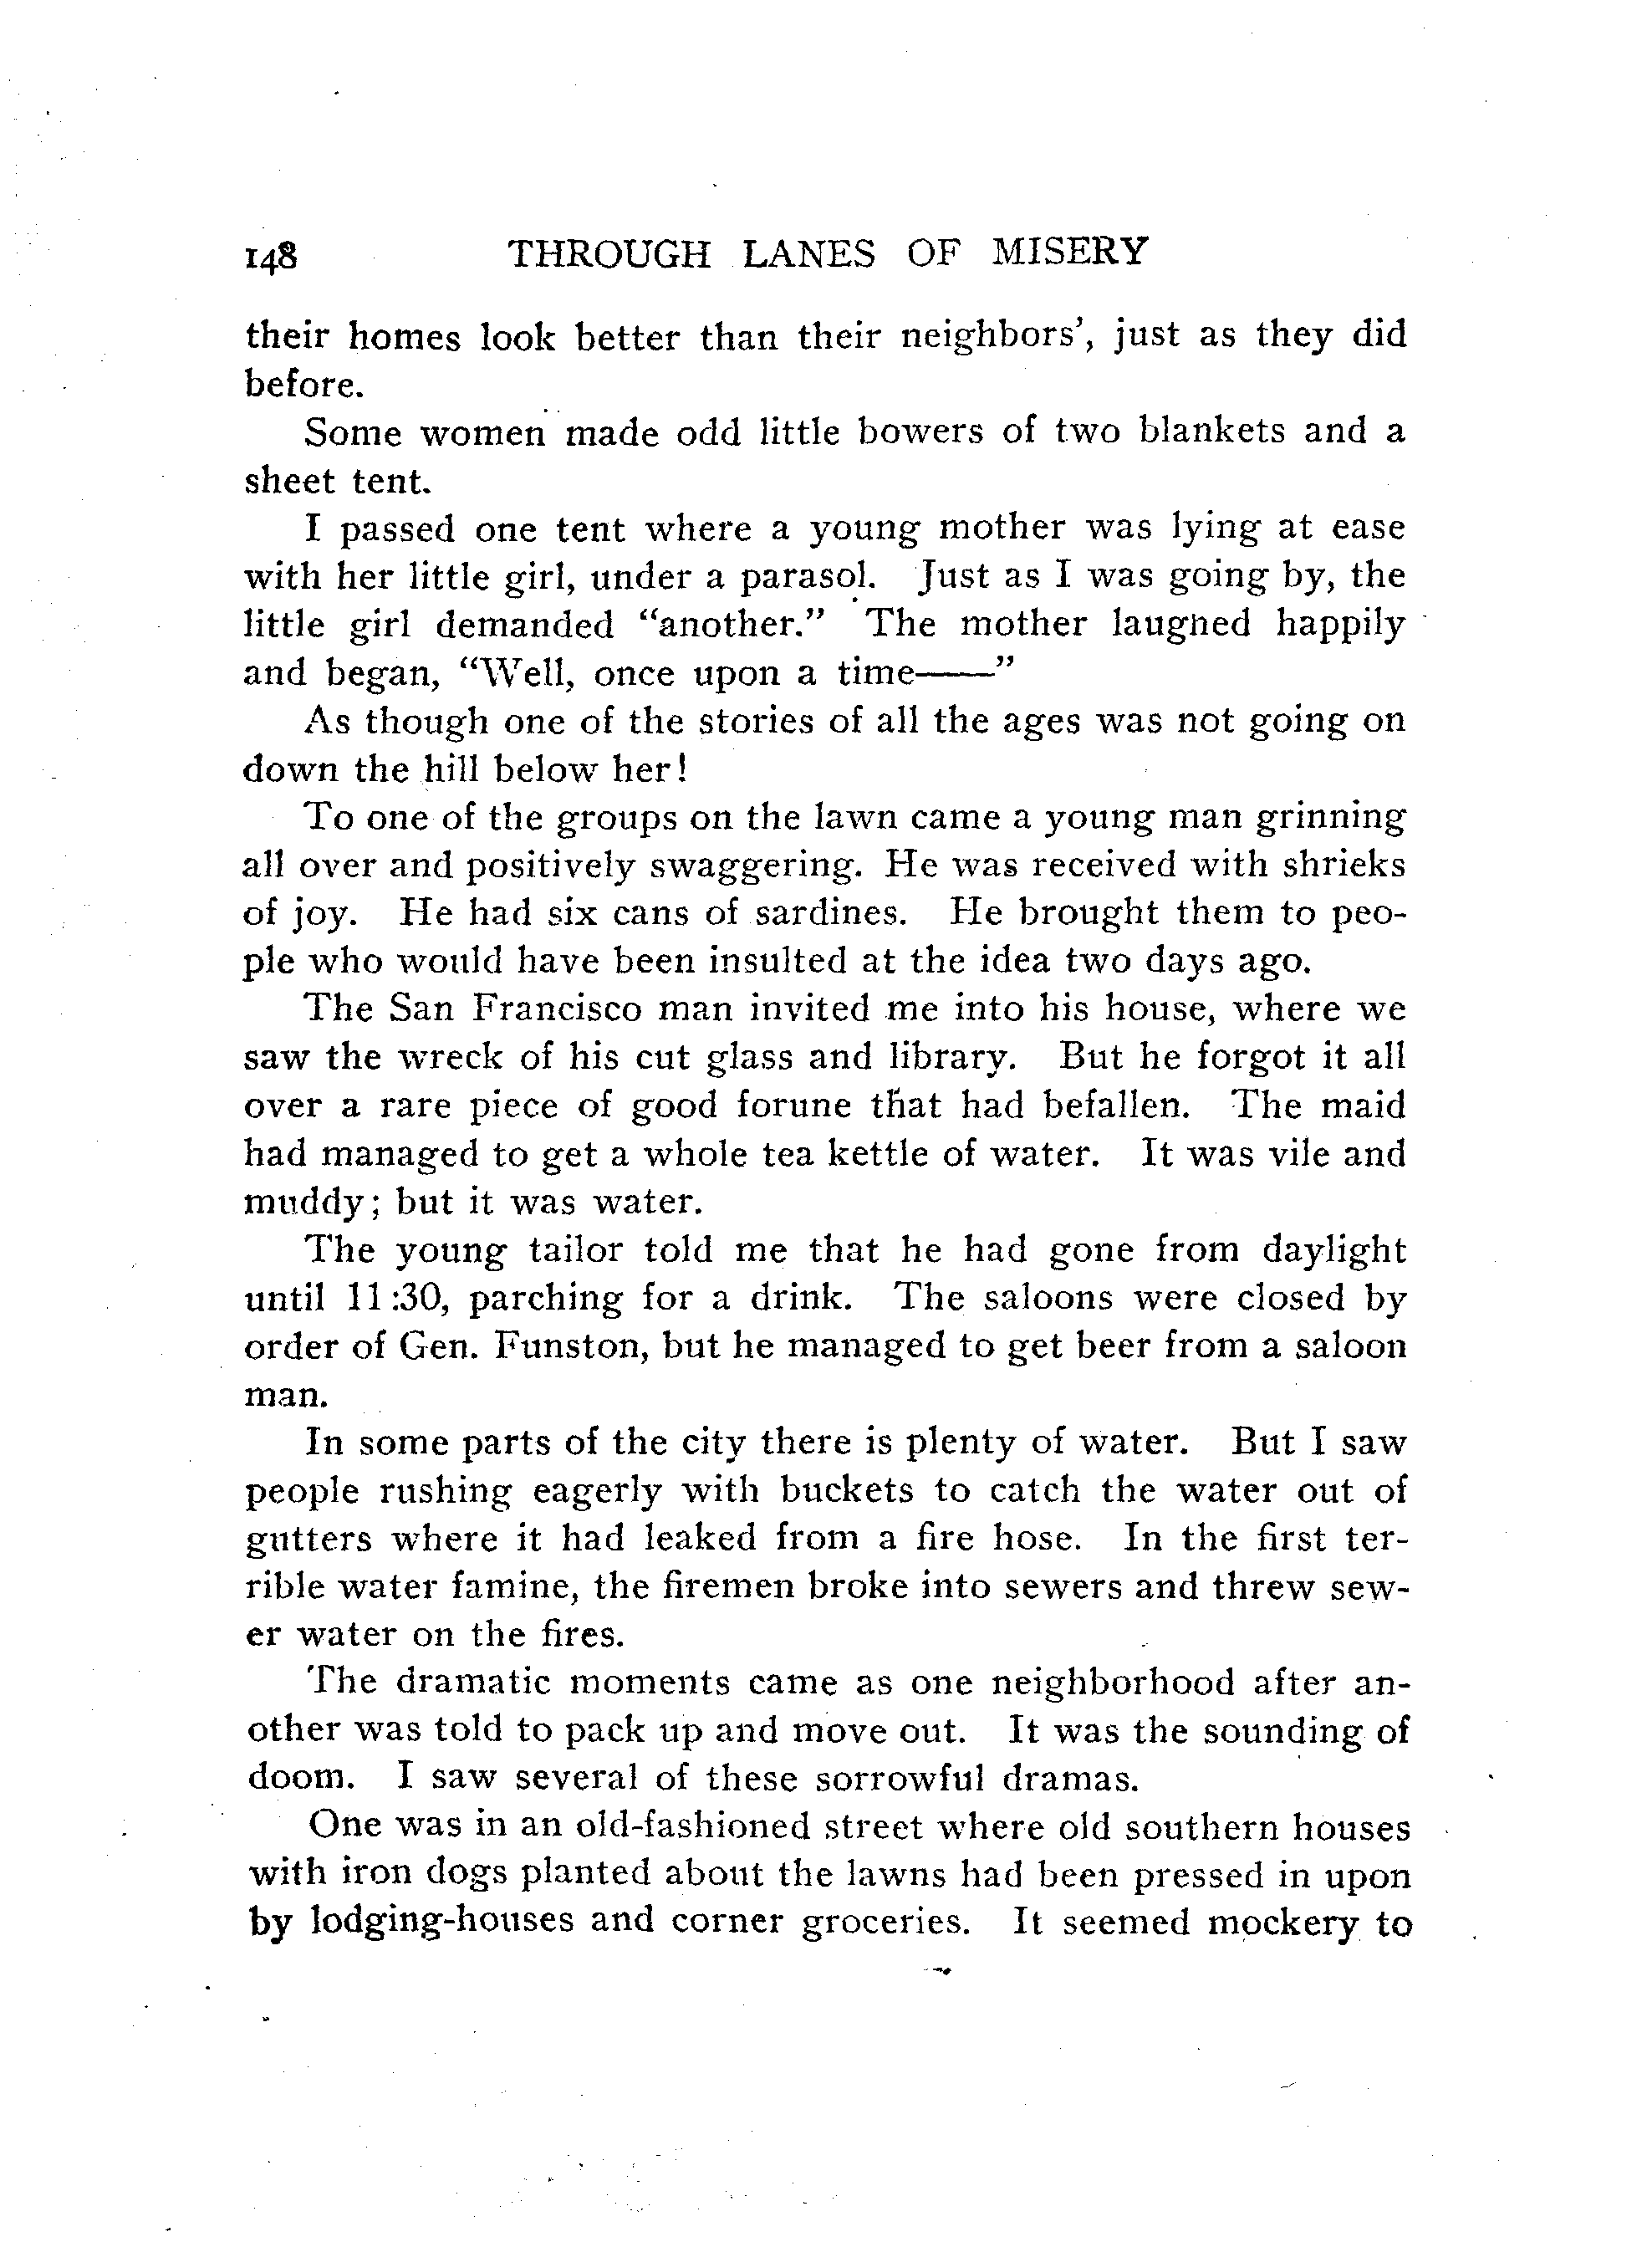 148 THROUGH LANES OF MISERY
their homes look better than their neighbors', just as they did
before.
Some women made odd little bowers of two blankets and a
sheet tent.
I passed one tent where a young mother was lying at ease
with her little girl, under a parasol. Just as I was going by, the
little girl demanded "another." The mother laughed happily
and began, "Well, once upon a time——"
As though one of the stories of all the ages was not going on
down the hill below her!
To one of the groups on the lawn came a young man grinning
all over and positively swaggering. He was received with shrieks
of joy. He had six cans of sardines. He brought them to peo-
ple who would have been insulted at the idea two days ago.
The San Francisco man invited me into his house, where we
saw the wreck of his cut glass and library. But he forgot it all
over a rare piece of good forune that had befallen. The maid
had managed to get a whole tea kettle of water. It was vile and
muddy; but it was water.
The young tailor told me that he had gone from daylight
until 11:30, parching for a drink. The saloons were closed by
order of Gen. Funston, but he managed to get beer from a saloon
man.
In some parts of the city there is plenty of water. But I saw
people rushing eagerly with buckets to catch the water out of
gutters where it had leaked from a fire hose. In the first ter-
rible water famine, the firemen broke into sewers and threw sew-
er water on the fires.
The dramatic moments came as one neighborhood after an-
other was told to pack up and move out. It was the sounding of
doom. I saw several of these sorrowful dramas.
One was in an old-fashioned street where old southern houses
with iron dogs planted about the lawns had been pressed in upon
by lodging-houses and corner groceries. It seemed mockery to